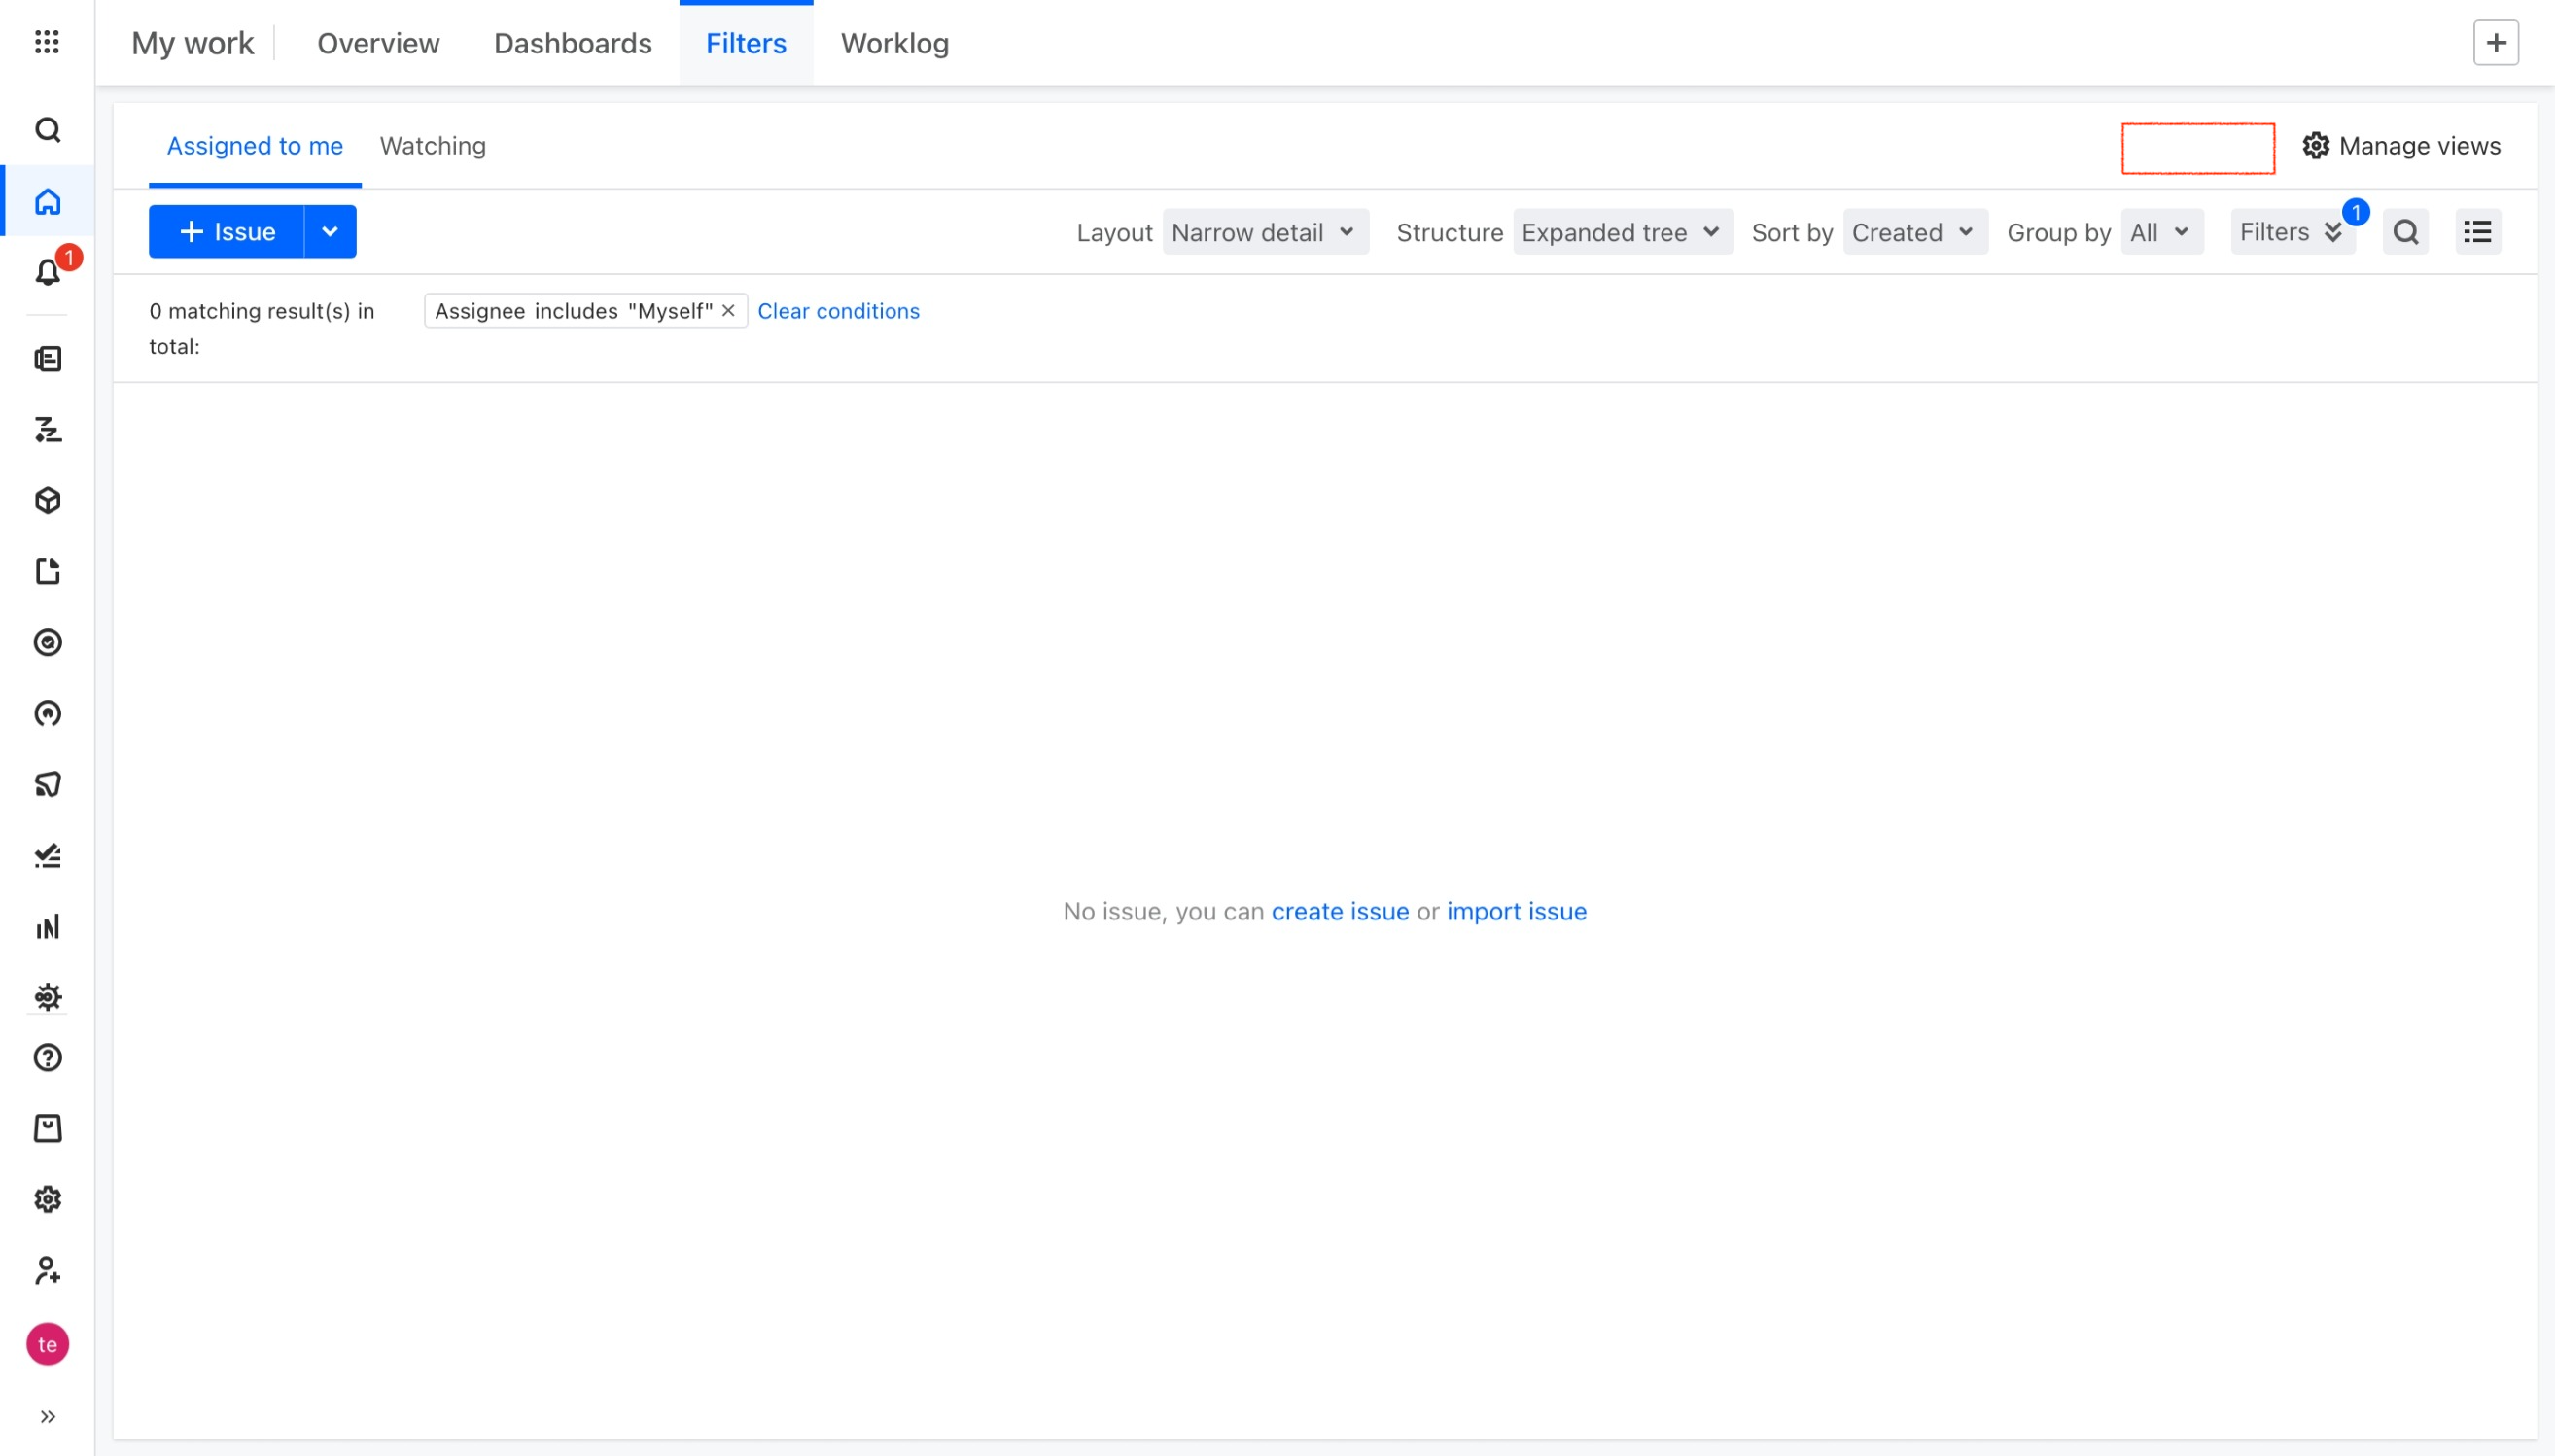 My work
Overview
Dashboards
Filters
Worklog
Assigned to me
Watching
Manage views
Issue
Layout
Narrow detail
Structure
Expanded tree
Sort by
Created
Group by
All
Filters
1
1
0 matching result(s) in
total:
Assignee includes "Myself"
Clear conditions
No issue, you can create issue or import issue
te